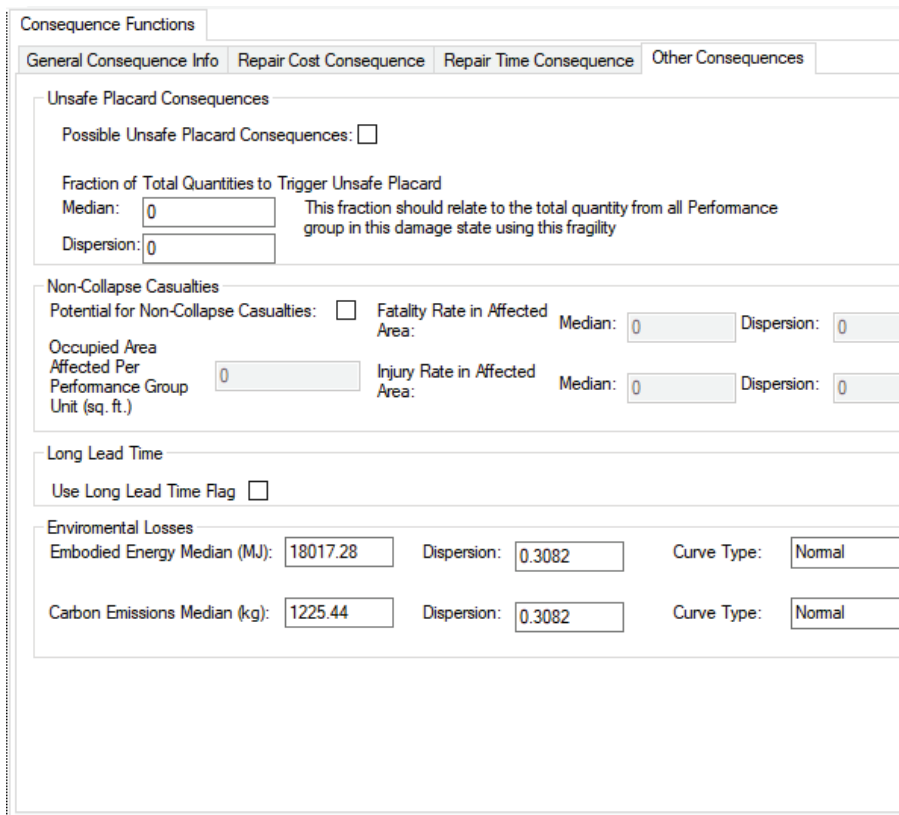 Consequence Functions
General Consequence Info Repair Cost Consequence Repair Time Consequence Other Consequences
Unsafe Placard Consequences
Possible Unsafe Placard Consequences:
Fraction of Total Quantities to Trigger Unsafe Placard
Median: 0 This fraction should relate to the total quantity from all Performance
group in this damage state using this fragility
Dispersion: 0
Non-Collapse Casualties
Potential for Non-Collapse Casualties: Fatality Rate in Affected
Area: Median: 0 Dispersion: 0
Occupied Area
Affected Per
Performance Group
Unit (sq. ft.) 0
Injury Rate in Affected
Area: Median: 0 Dispersion: 0
Long Lead Time
Use Long Lead Time Flag
Enviromental Losses
Embodied Energy Median (MJ): 18017.28 Dispersion: 0.3082 Curve Type: Normal
Carbon Emissions Median (kg): 1225.44 Dispersion: 0.3082 Curve Type: Normal